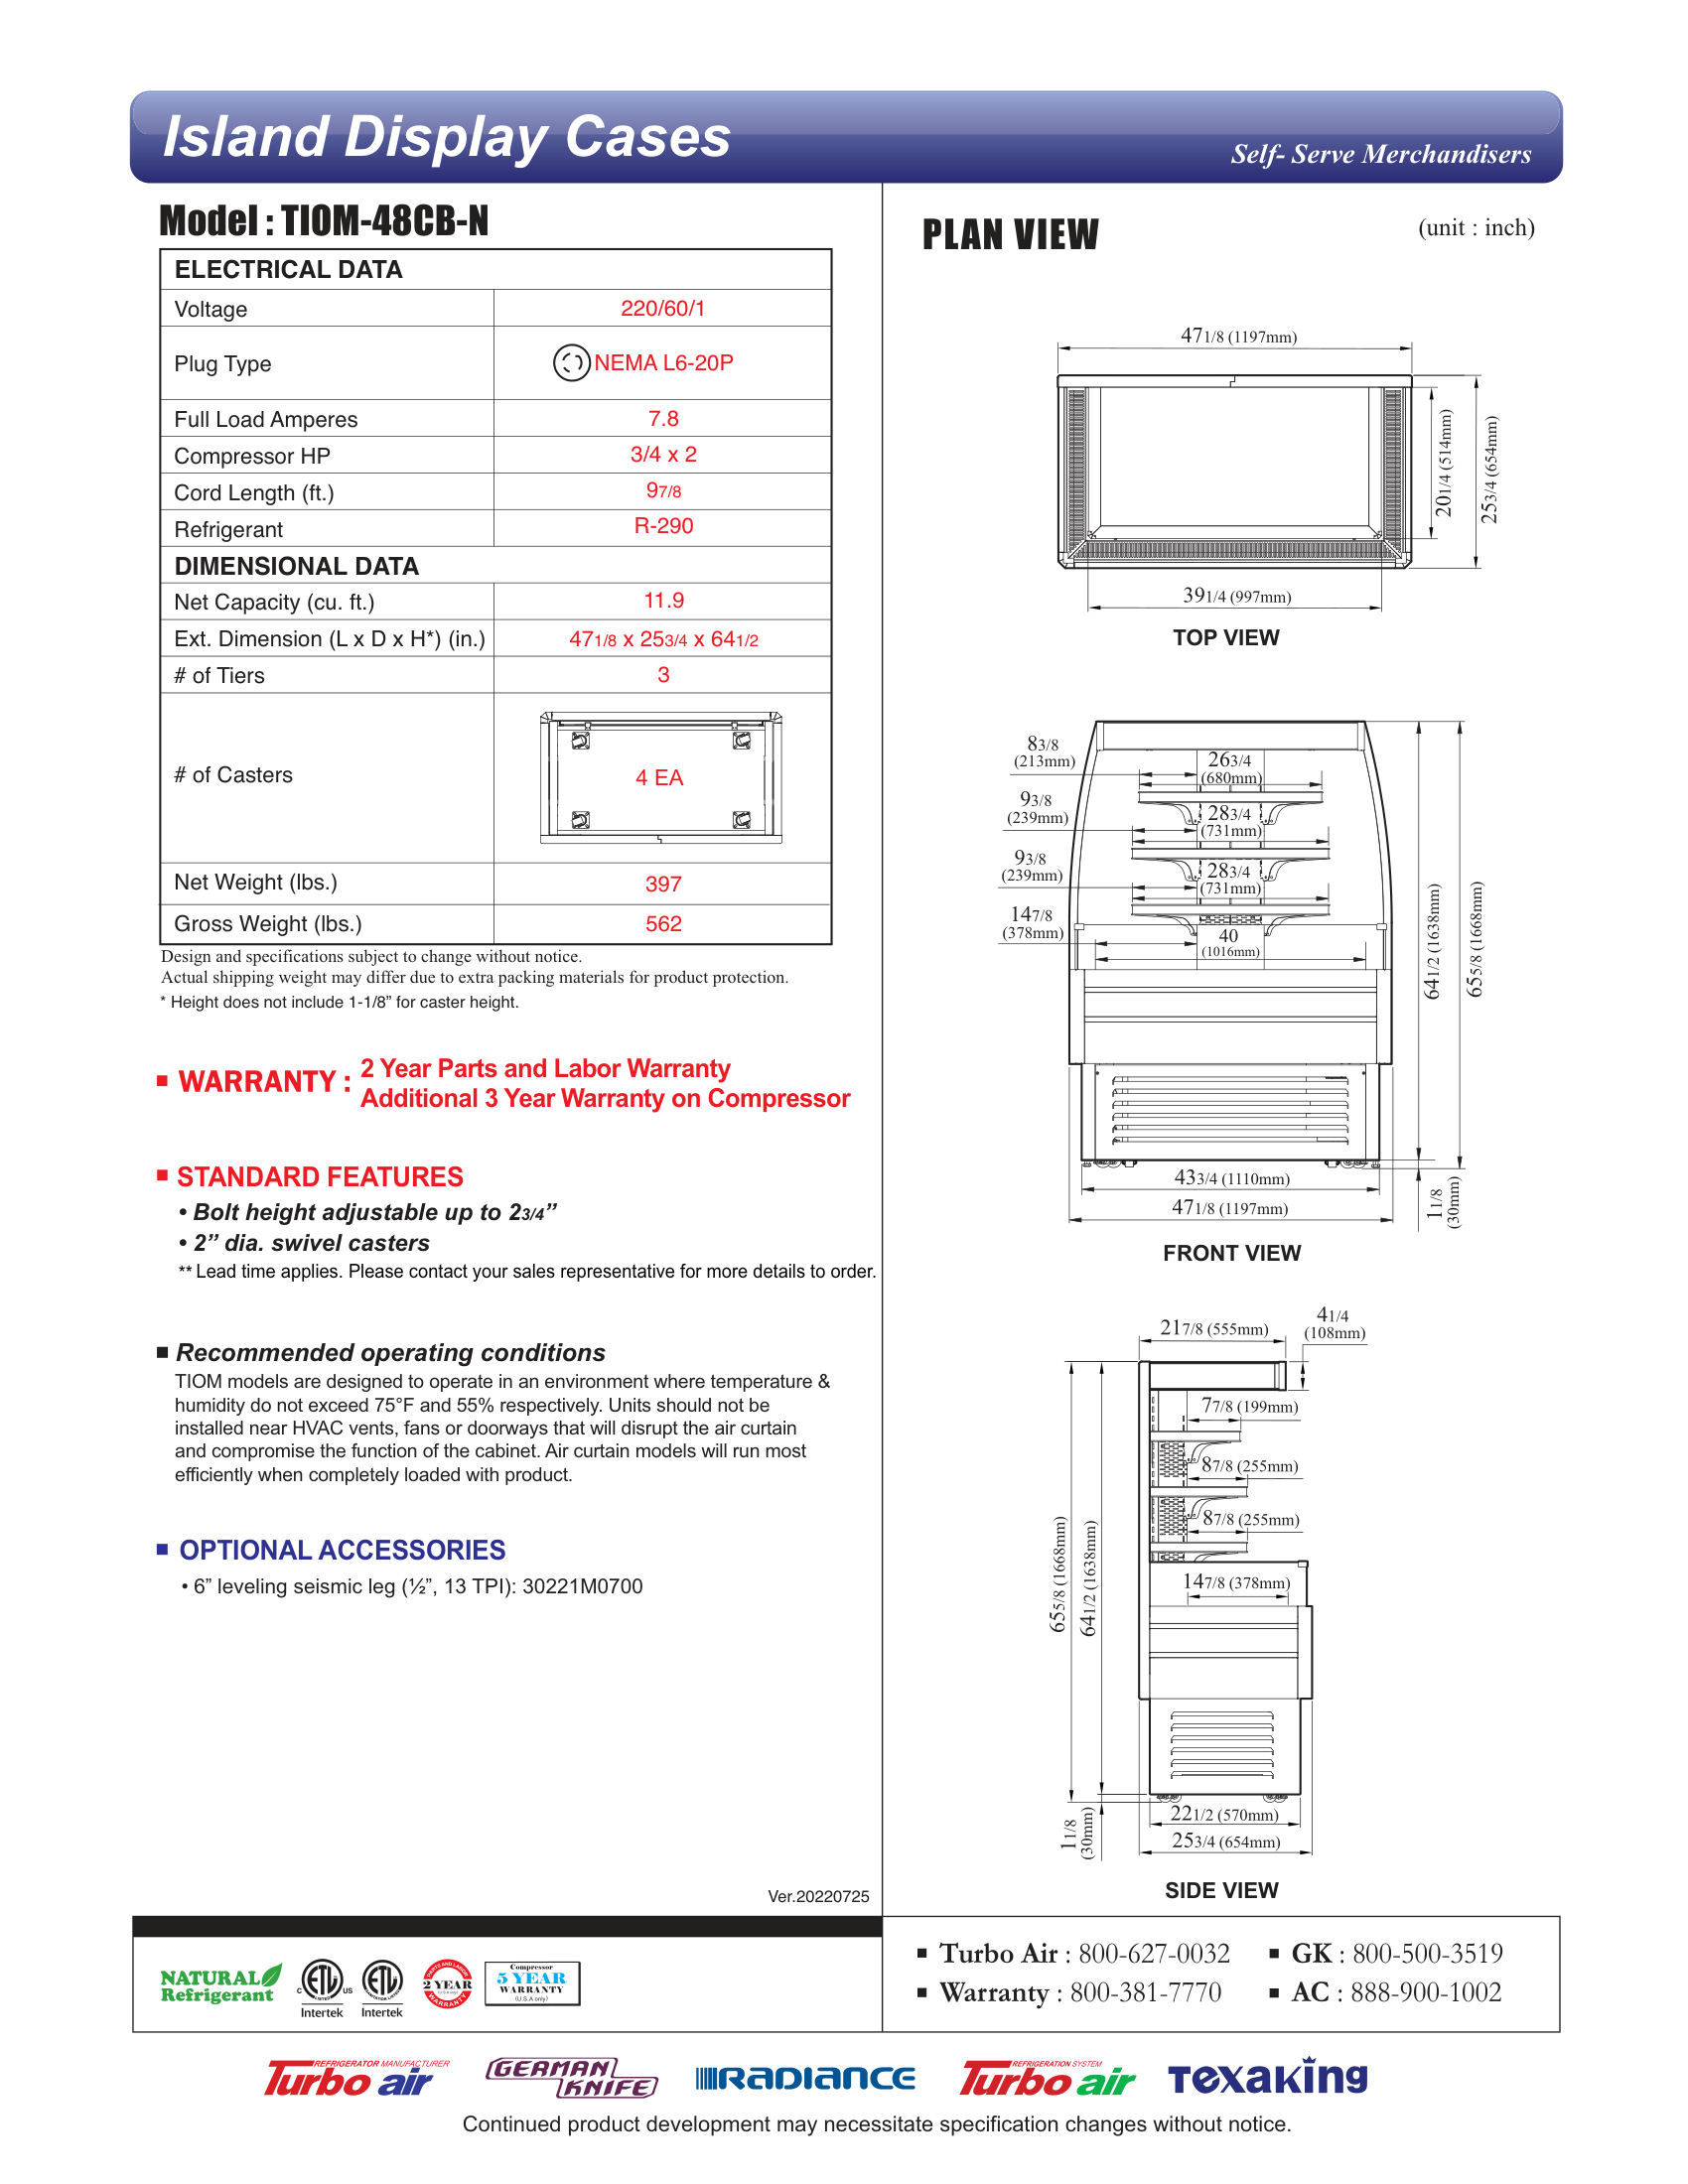 Island Display Cases
Self- Serve Merchandisers
Model : TIOM-48CB-N
ELECTRICAL DATA
Voltage 220/60/1
Plug Type NEMA L6-20P
Full Load Amperes 7.8
Compressor HP 3/4 x 2
Cord Length (ft.) 97/8
Refrigerant R-290
DIMENSIONAL DATA
Net Capacity (cu. ft.) 11.9
Ext. Dimension (L x D x H*) (in.) 471/8 x 253/4 x 641/2
# of Tiers 3
# of Casters 4 EA
Net Weight (lbs.) 397
Gross Weight (lbs.) 562
Design and specifications subject to change without notice.
Actual shipping weight may differ due to extra packing materials for product protection.
* Height does not include 1-1/8” for caster height.
WARRANTY : 2 Year Parts and Labor Warranty
Additional 3 Year Warranty on Compressor
STANDARD FEATURES
• Bolt height adjustable up to 23/4”
• 2” dia. swivel casters
** Lead time applies. Please contact your sales representative for more details to order.
Recommended operating conditions
TIOM models are designed to operate in an environment where temperature &
humidity do not exceed 75°F and 55% respectively. Units should not be
installed near HVAC vents, fans or doorways that will disrupt the air curtain
and compromise the function of the cabinet. Air curtain models will run most
efficiently when completely loaded with product.
OPTIONAL ACCESSORIES
• 6” leveling seismic leg (½”, 13 TPI): 30221M0700
Ver.20220725
PLAN VIEW
(unit : inch)
471/8 (1197mm)
201/4 (514mm)
253/4 (654mm)
391/4 (997mm)
TOP VIEW
83/8
(213mm)
263/4
(680mm)
93/8
(239mm)
283/4
(731mm)
93/8
(239mm)
283/4
(731mm)
147/8
(378mm)
40
(1016mm)
641/2 (1638mm)
655/8 (1668mm)
433/4 (1110mm)
471/8 (1197mm)
11/8
(30mm)
FRONT VIEW
217/8 (555mm)
41/4
(108mm)
77/8 (199mm)
87/8 (255mm)
87/8 (255mm)
147/8 (378mm)
655/8 (1668mm)
641/2 (1638mm)
11/8
(30mm)
221/2 (570mm)
253/4 (654mm)
SIDE VIEW
NATURAL
Refrigerant
C ETL US
Intertek
ETL
Intertek
PARTS AND LABOR
2 YEAR
WARRANTY
Compressor
5 YEAR
WARRANTY
(U.S.A only)
Turbo Air : 800-627-0032
GK : 800-500-3519
Warranty : 800-381-7770
AC : 888-900-1002
REFRIGERATOR MANUFACTURER
Turbo air
GERMAN
KNIFE
RADIANCE
REFRIGERATION SYSTEM
Turbo air
Texaking
Continued product development may necessitate specification changes without notice.